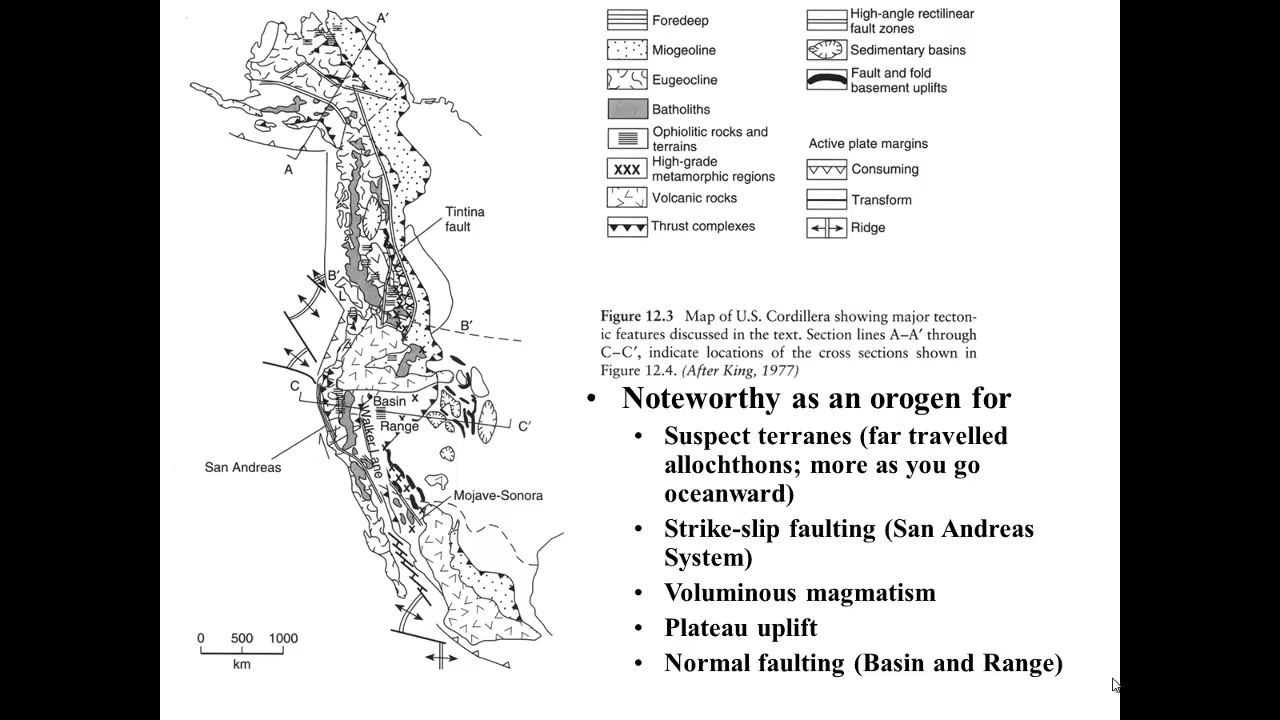 A′
A
Tintina
fault
B′
L
B′
C
Basin
Range
Walker Lane
C′
San Andreas
Mojave-Sonora
0 500 1000
km
Foredeep
Miogeoline
Eugeocline
Batholiths
Ophiolitic rocks and
terrains
XXX
High-grade
metamorphic regions
Volcanic rocks
Thrust complexes
High-angle rectilinear
fault zones
Sedimentary basins
Fault and fold
basement uplifts
Active plate margins
Consuming
Transform
Ridge
Figure 12.3 Map of U.S. Cordillera showing major tecton-
ic features discussed in the text. Section lines A–A′ through
C–C′, indicate locations of the cross sections shown in
Figure 12.4. (After King, 1977)
• Noteworthy as an orogen for
• Suspect terranes (far travelled
allochthons; more as you go
oceanward)
• Strike-slip faulting (San Andreas
System)
• Voluminous magmatism
• Plateau uplift
• Normal faulting (Basin and Range)